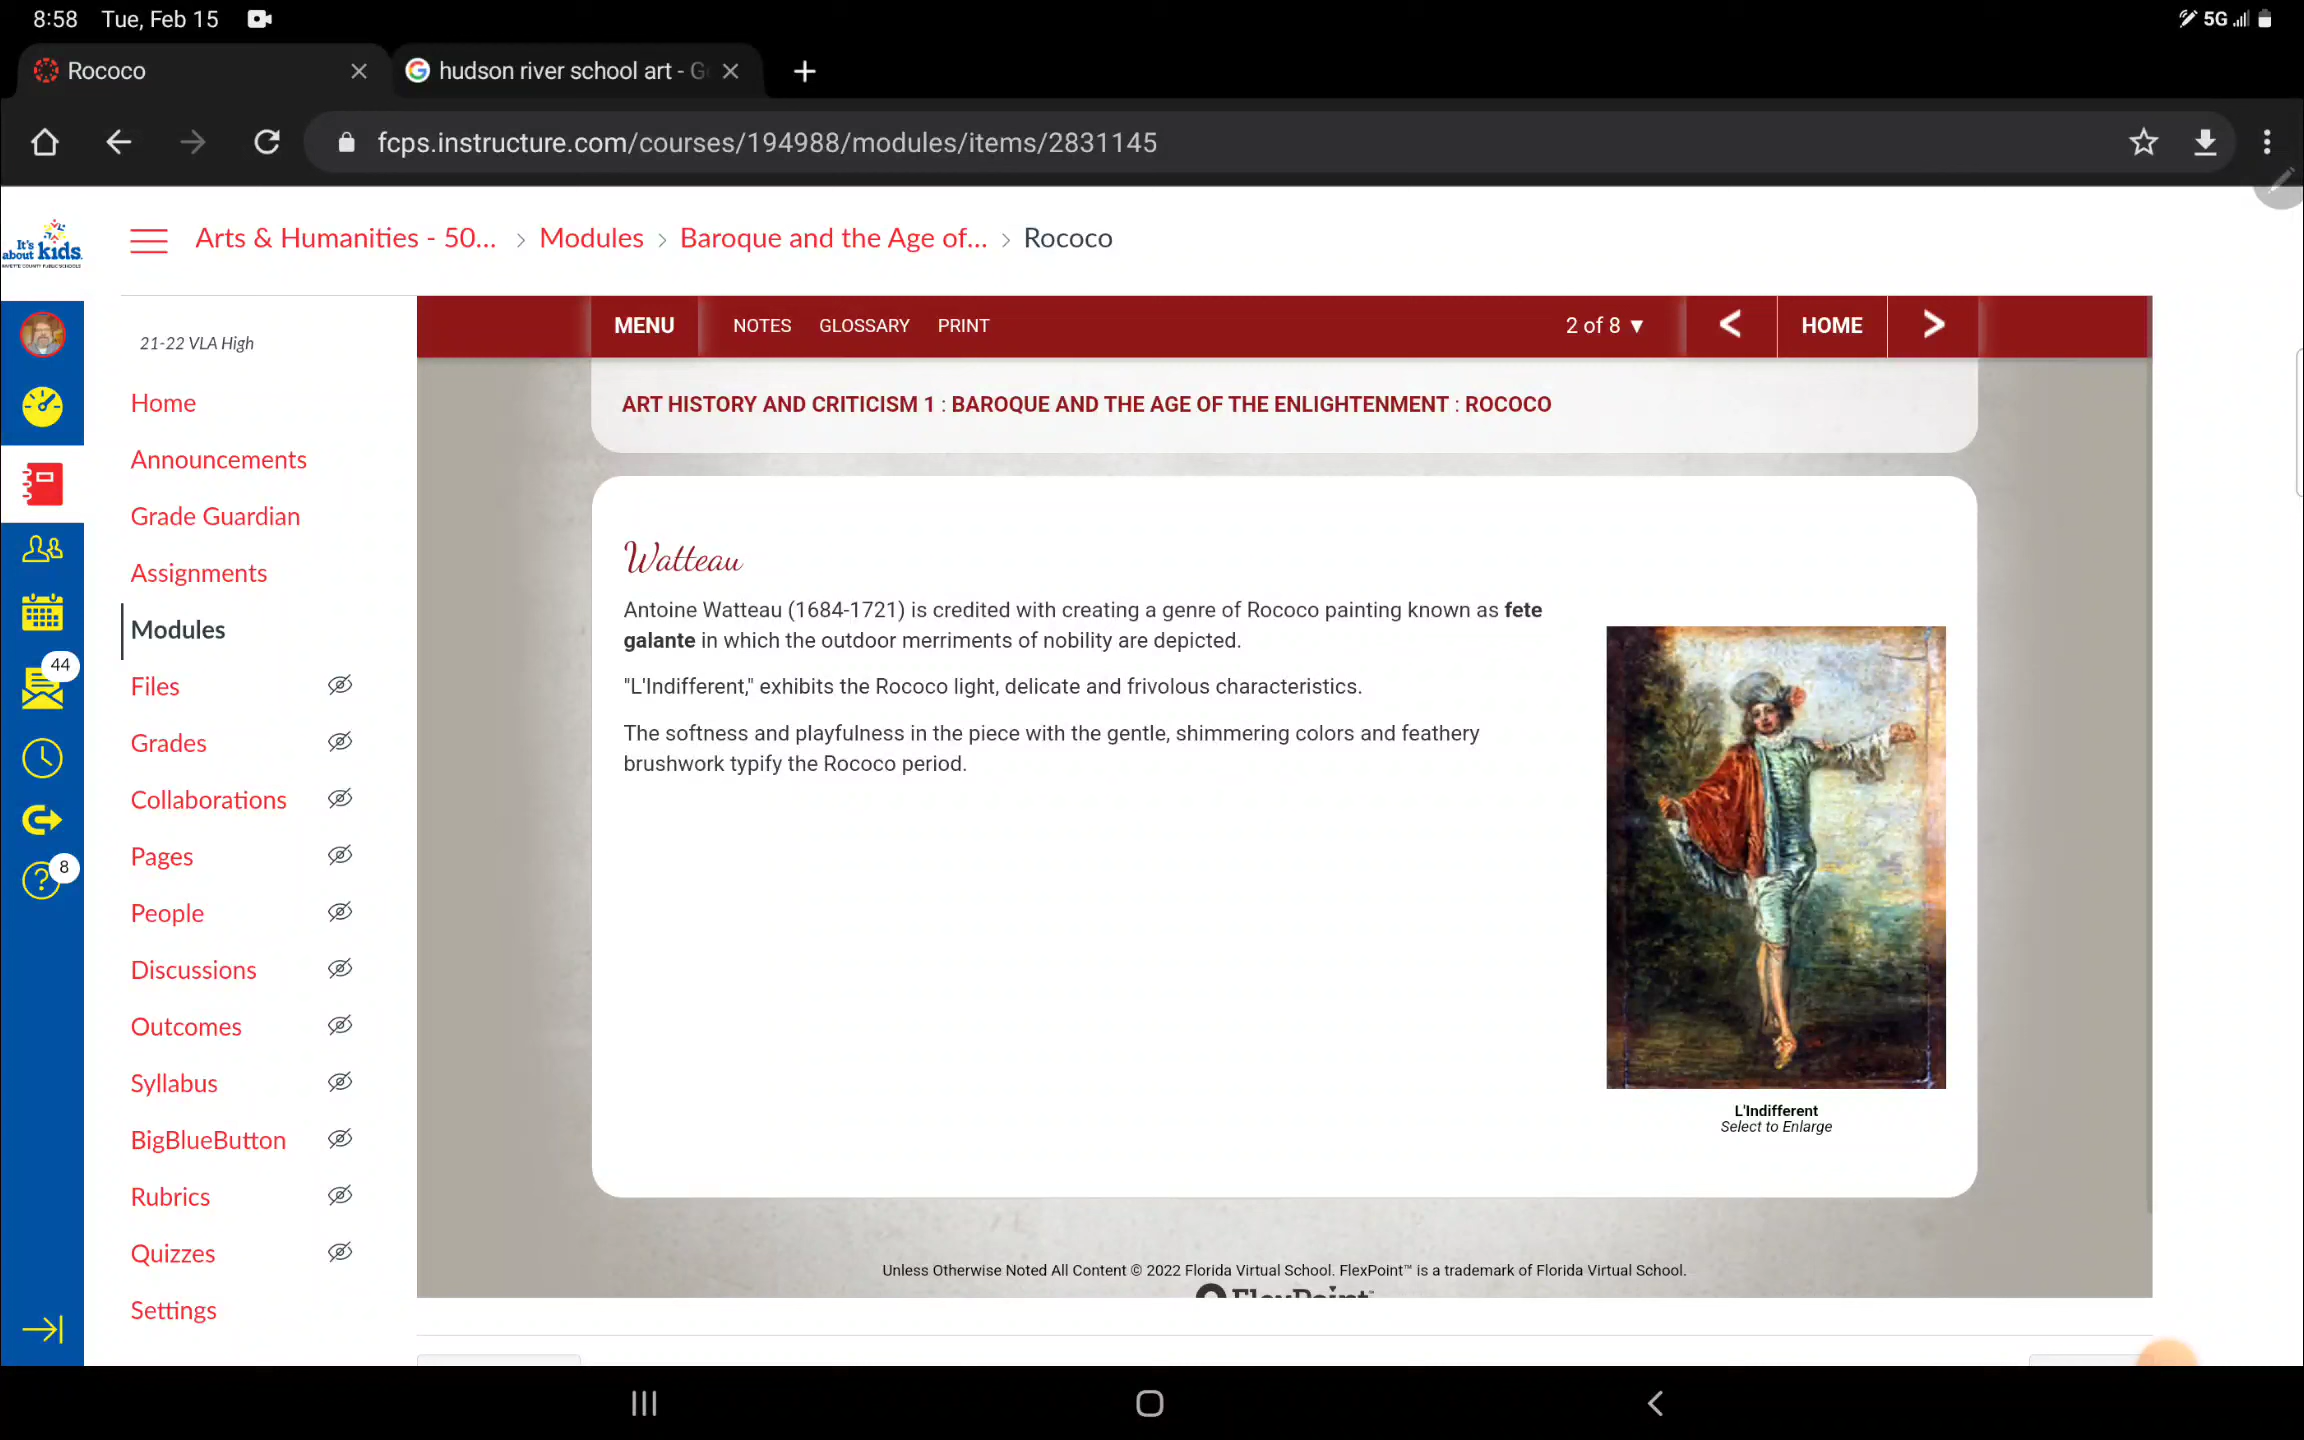 8:58 Tue, Feb 15
5G
Rococo
hudson river school art - G
fcps.instructure.com/courses/194988/modules/items/2831145
It's about kids.
Arts & Humanities - 50... > Modules > Baroque and the Age of... > Rococo
21-22 VLA High
Home
Announcements
Grade Guardian
Assignments
Modules
Files
Grades
Collaborations
Pages
People
Discussions
Outcomes
Syllabus
BigBlueButton
Rubrics
Quizzes
Settings
44
8
MENU NOTES GLOSSARY PRINT 2 of 8 ▼ < HOME >
ART HISTORY AND CRITICISM 1 : BAROQUE AND THE AGE OF THE ENLIGHTENMENT : ROCOCO
Watteau
Antoine Watteau (1684-1721) is credited with creating a genre of Rococo painting known as fete
galante in which the outdoor merriments of nobility are depicted.
"L'Indifferent," exhibits the Rococo light, delicate and frivolous characteristics.
The softness and playfulness in the piece with the gentle, shimmering colors and feathery
brushwork typify the Rococo period.
L'Indifferent
Select to Enlarge
Unless Otherwise Noted All Content © 2022 Florida Virtual School. FlexPoint™ is a trademark of Florida Virtual School.
FlexPoint™